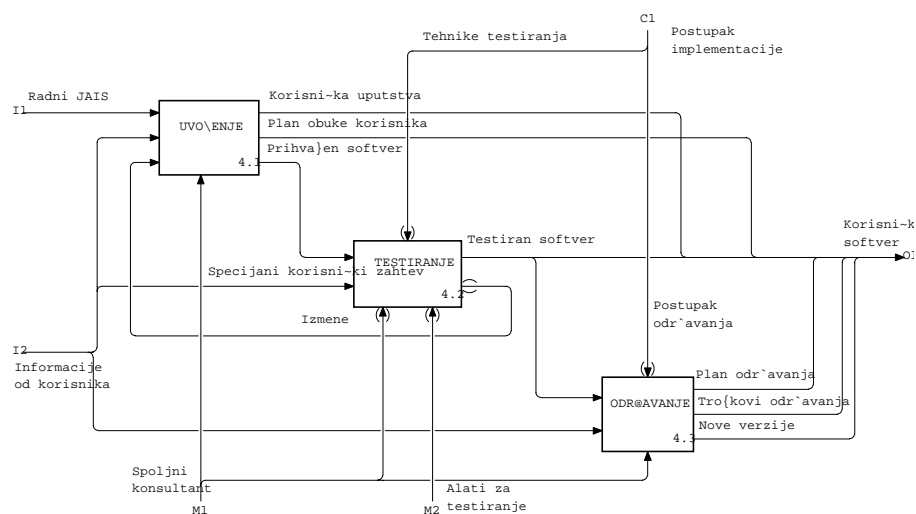 C1
Postupak
implementacije
Tehnike testiranja
Radni JAIS
I1
Korisni~ka uputstva
UVO\ENJE
4.1
Plan obuke korisnika
Prihva}en softver
Korisni~k
softver
O1
Testiran softver
TESTIRANJE
4.2
Specijani korisni~ki zahtev
Izmene
Postupak
odr`avanja
I2
Informacije
od korisnika
Plan odr`avanja
ODR@AVANJE
4.3
Tro{kovi odr`avanja
Nove verzije
Spoljni
konsultant
M1
Alati za
testiranje
M2